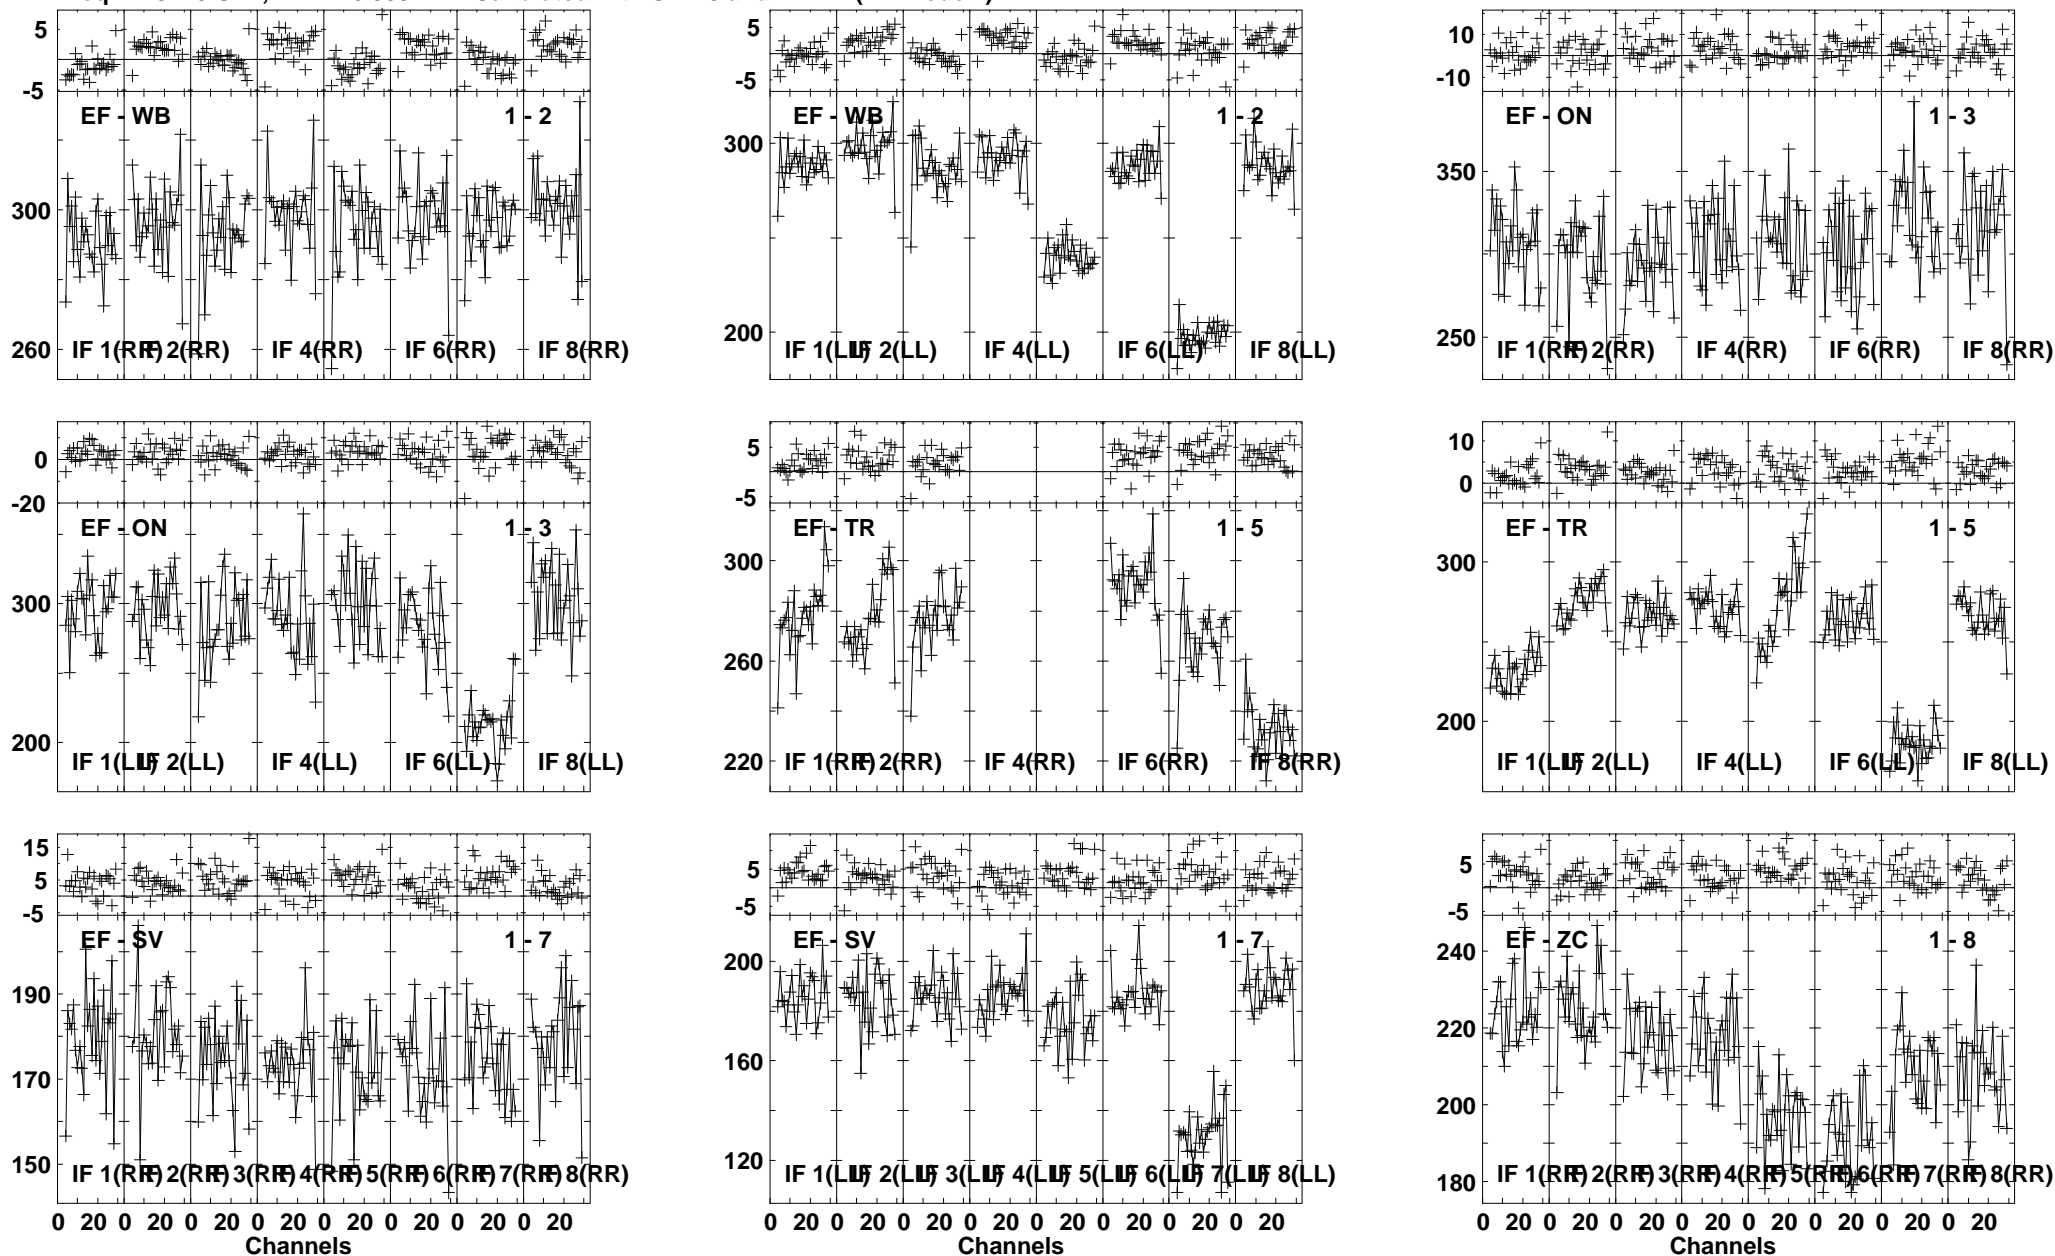 5
-5
EF - WB 1 - 2
300
260
IF 1(RR) IF 2(RR) IF 4(RR) IF 6(RR) IF 8(RR)
5
-5
EF - WB 1 - 2
300
200
IF 1(LL) IF 2(LL) IF 4(LL) IF 6(LL) IF 8(LL)
10
-10
EF - ON 1 - 3
350
250
IF 1(RR) IF 2(RR) IF 4(RR) IF 6(RR) IF 8(RR)
0
-20
EF - ON 1 - 3
300
200
IF 1(LL) IF 2(LL) IF 4(LL) IF 6(LL) IF 8(LL)
5
-5
EF - TR 1 - 5
300
260
220
IF 1(RR) IF 2(RR) IF 4(RR) IF 6(RR) IF 8(RR)
10
0
EF - TR 1 - 5
300
200
IF 1(LL) IF 2(LL) IF 4(LL) IF 6(LL) IF 8(LL)
15
5
-5
EF - SV 1 - 7
190
170
150
IF 1(RR) IF 2(RR) IF 3(RR) IF 4(RR) IF 5(RR) IF 6(RR) IF 7(RR) IF 8(RR)
0 20 0 20 0 20 0 20 0 20 0 20 0 20 0 20
Channels
5
-5
EF - SV 1 - 7
200
160
120
IF 1(LL) IF 2(LL) IF 3(LL) IF 4(LL) IF 5(LL) IF 6(LL) IF 7(LL) IF 8(LL)
0 20 0 20 0 20 0 20 0 20 0 20 0 20 0 20
Channels
5
-5
EF - ZC 1 - 8
240
220
200
180
IF 1(RR) IF 2(RR) IF 3(RR) IF 4(RR) IF 5(RR) IF 6(RR) IF 7(RR) IF 8(RR)
0 20 0 20 0 20 0 20 0 20 0 20 0 20 0 20
Channels